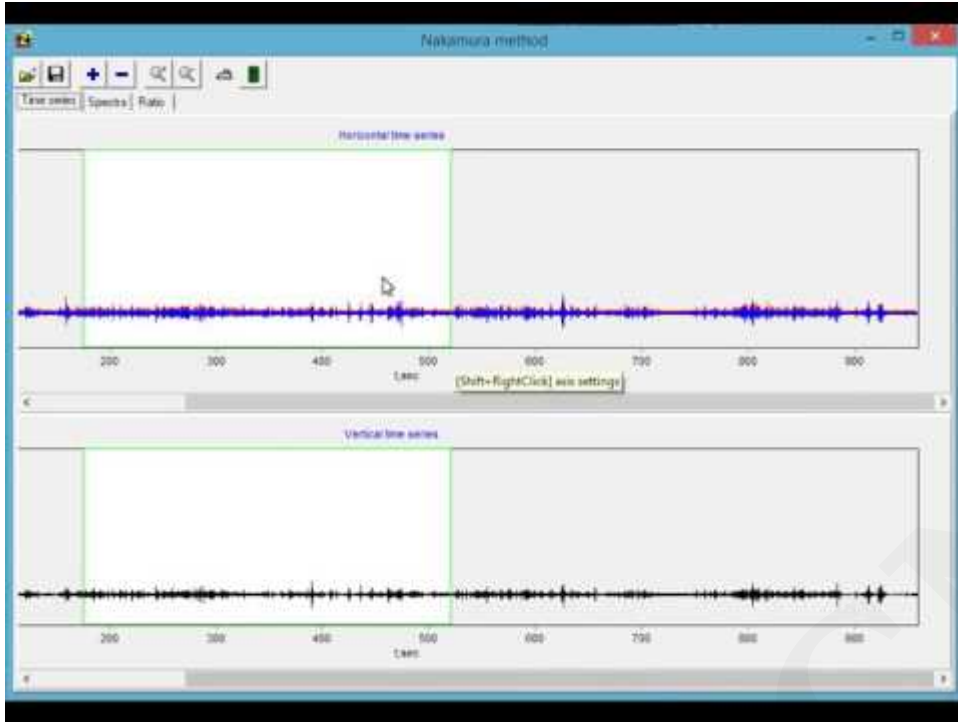 Nakamura method
Time series Spectra Ratio
Horizontal time series
200 300 400 500 600 700 800 900
t,sec
[Shift+RightClick] axis settings
Vertical time series
200 300 400 500 600 700 800 900
t,sec